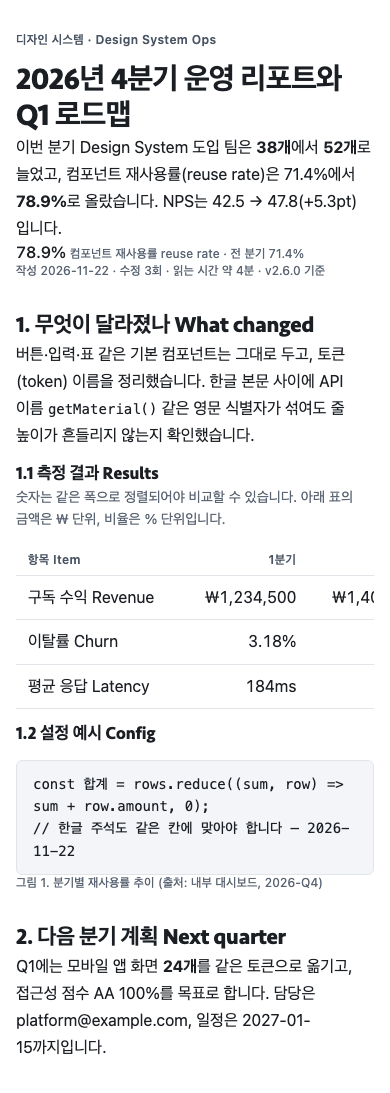 디자인 시스템 · Design System Ops
2026년 4분기 운영 리포트와
Q1 로드맵
이번 분기 Design System 도입 팀은 38개에서 52개로
늘었고, 컴포넌트 재사용률(reuse rate)은 71.4%에서
78.9%로 올랐습니다. NPS는 42.5 → 47.8(+5.3pt)
입니다.
78.9% 컴포넌트 재사용률 reuse rate · 전 분기 71.4%
작성 2026-11-22 · 수정 3회 · 읽는 시간 약 4분 · v2.6.0 기준
1. 무엇이 달라졌나 What changed
버튼·입력·표 같은 기본 컴포넌트는 그대로 두고, 토큰
(token) 이름을 정리했습니다. 한글 본문 사이에 API
이름 getMaterial() 같은 영문 식별자가 섞여도 줄
높이가 흔들리지 않는지 확인했습니다.
1.1 측정 결과 Results
숫자는 같은 폭으로 정렬되어야 비교할 수 있습니다. 아래 표의
금액은 ₩ 단위, 비율은 % 단위입니다.
항목 Item 1분기
구독 수익 Revenue ₩1,234,500
이탈률 Churn 3.18%
평균 응답 Latency 184ms
1.2 설정 예시 Config
const 합계 = rows.reduce((sum, row) =>
sum + row.amount, 0);
// 한글 주석도 같은 칸에 맞아야 합니다 — 2026-
11-22
그림 1. 분기별 재사용률 추이 (출처: 내부 대시보드, 2026-Q4)
2. 다음 분기 계획 Next quarter
Q1에는 모바일 앱 화면 24개를 같은 토큰으로 옮기고,
접근성 점수 AA 100%를 목표로 합니다. 담당은
platform@example.com, 일정은 2027-01-
15까지입니다.